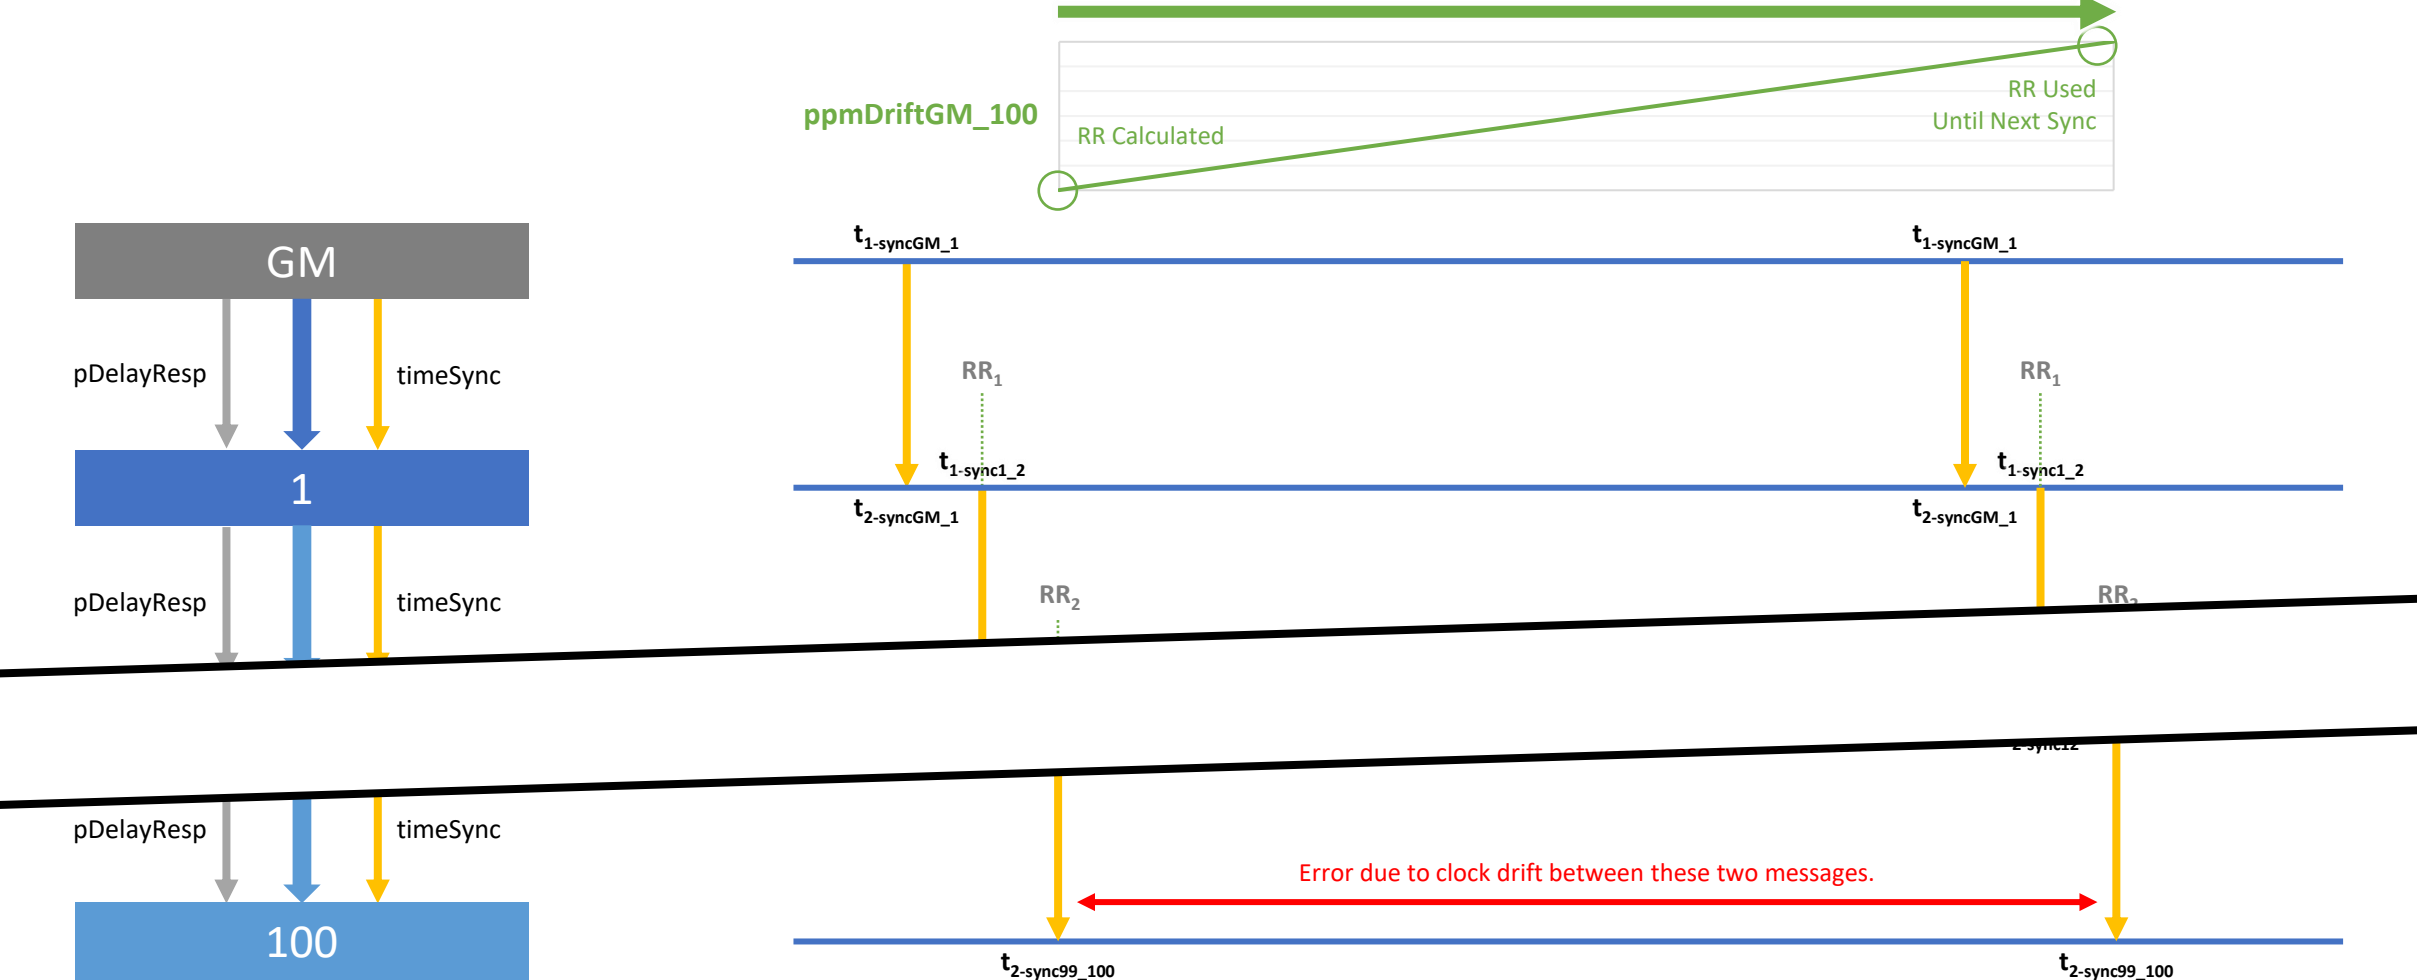 ppmDriftGM_100
RR Calculated
RR Used
Until Next Sync
GM
t1-syncGM_1
t1-syncGM_1
pDelayResp
timeSync
RR1
RR1
t1-sync1_2
t1-sync1_2
1
t2-syncGM_1
t2-syncGM_1
pDelayResp
timeSync
RR2
RR
pDelayResp
timeSync
Error due to clock drift between these two messages.
100
t2-sync99_100
t2-sync99_100